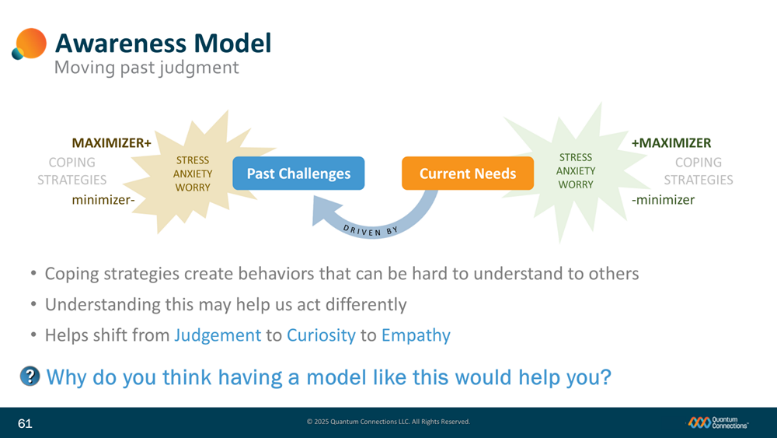 Awareness Model
Moving past judgment
MAXIMIZER+
COPING
STRATEGIES
minimizer-
STRESS
ANXIETY
WORRY
Past Challenges
Current Needs
DRIVEN BY
STRESS
ANXIETY
WORRY
+MAXIMIZER
COPING
STRATEGIES
-minimizer
• Coping strategies create behaviors that can be hard to understand to others
• Understanding this may help us act differently
• Helps shift from Judgement to Curiosity to Empathy
? Why do you think having a model like this would help you?
61
© 2025 Quantum Connections LLC. All Rights Reserved.
Quantum
Connections™